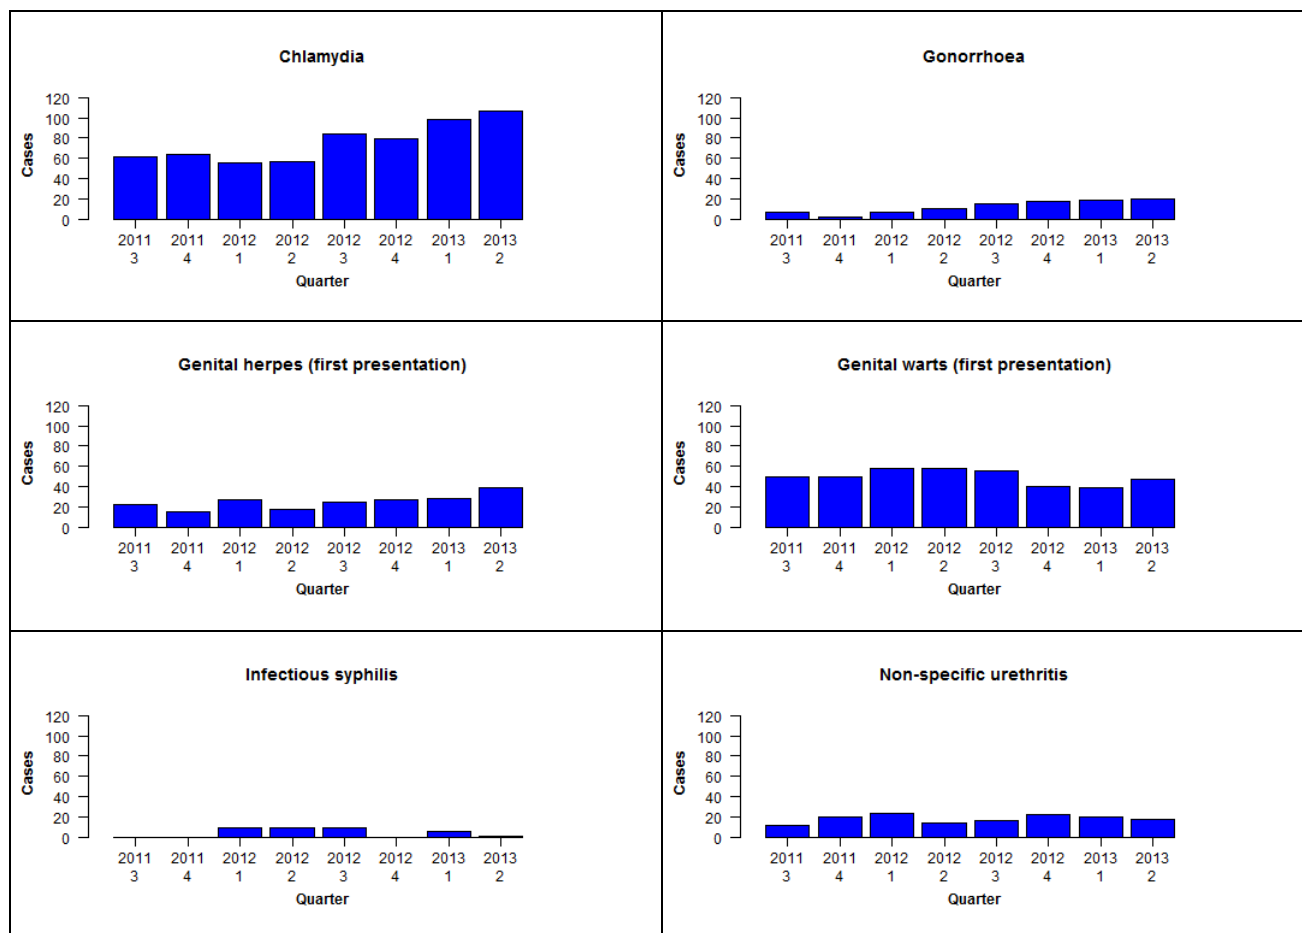 Chlamydia
120
100
80
60
40
20
0
Cases
2011 2011 2012 2012 2012 2012 2013 2013
3 4 1 2 3 4 1 2
Quarter
Gonorrhoea
120
100
80
60
40
20
0
Cases
2011 2011 2012 2012 2012 2012 2013 2013
3 4 1 2 3 4 1 2
Quarter
Genital herpes (first presentation)
120
100
80
60
40
20
0
Cases
2011 2011 2012 2012 2012 2012 2013 2013
3 4 1 2 3 4 1 2
Quarter
Genital warts (first presentation)
120
100
80
60
40
20
0
Cases
2011 2011 2012 2012 2012 2012 2013 2013
3 4 1 2 3 4 1 2
Quarter
Infectious syphilis
120
100
80
60
40
20
0
Cases
2011 2011 2012 2012 2012 2012 2013 2013
3 4 1 2 3 4 1 2
Quarter
Non-specific urethritis
120
100
80
60
40
20
0
Cases
2011 2011 2012 2012 2012 2012 2013 2013
3 4 1 2 3 4 1 2
Quarter